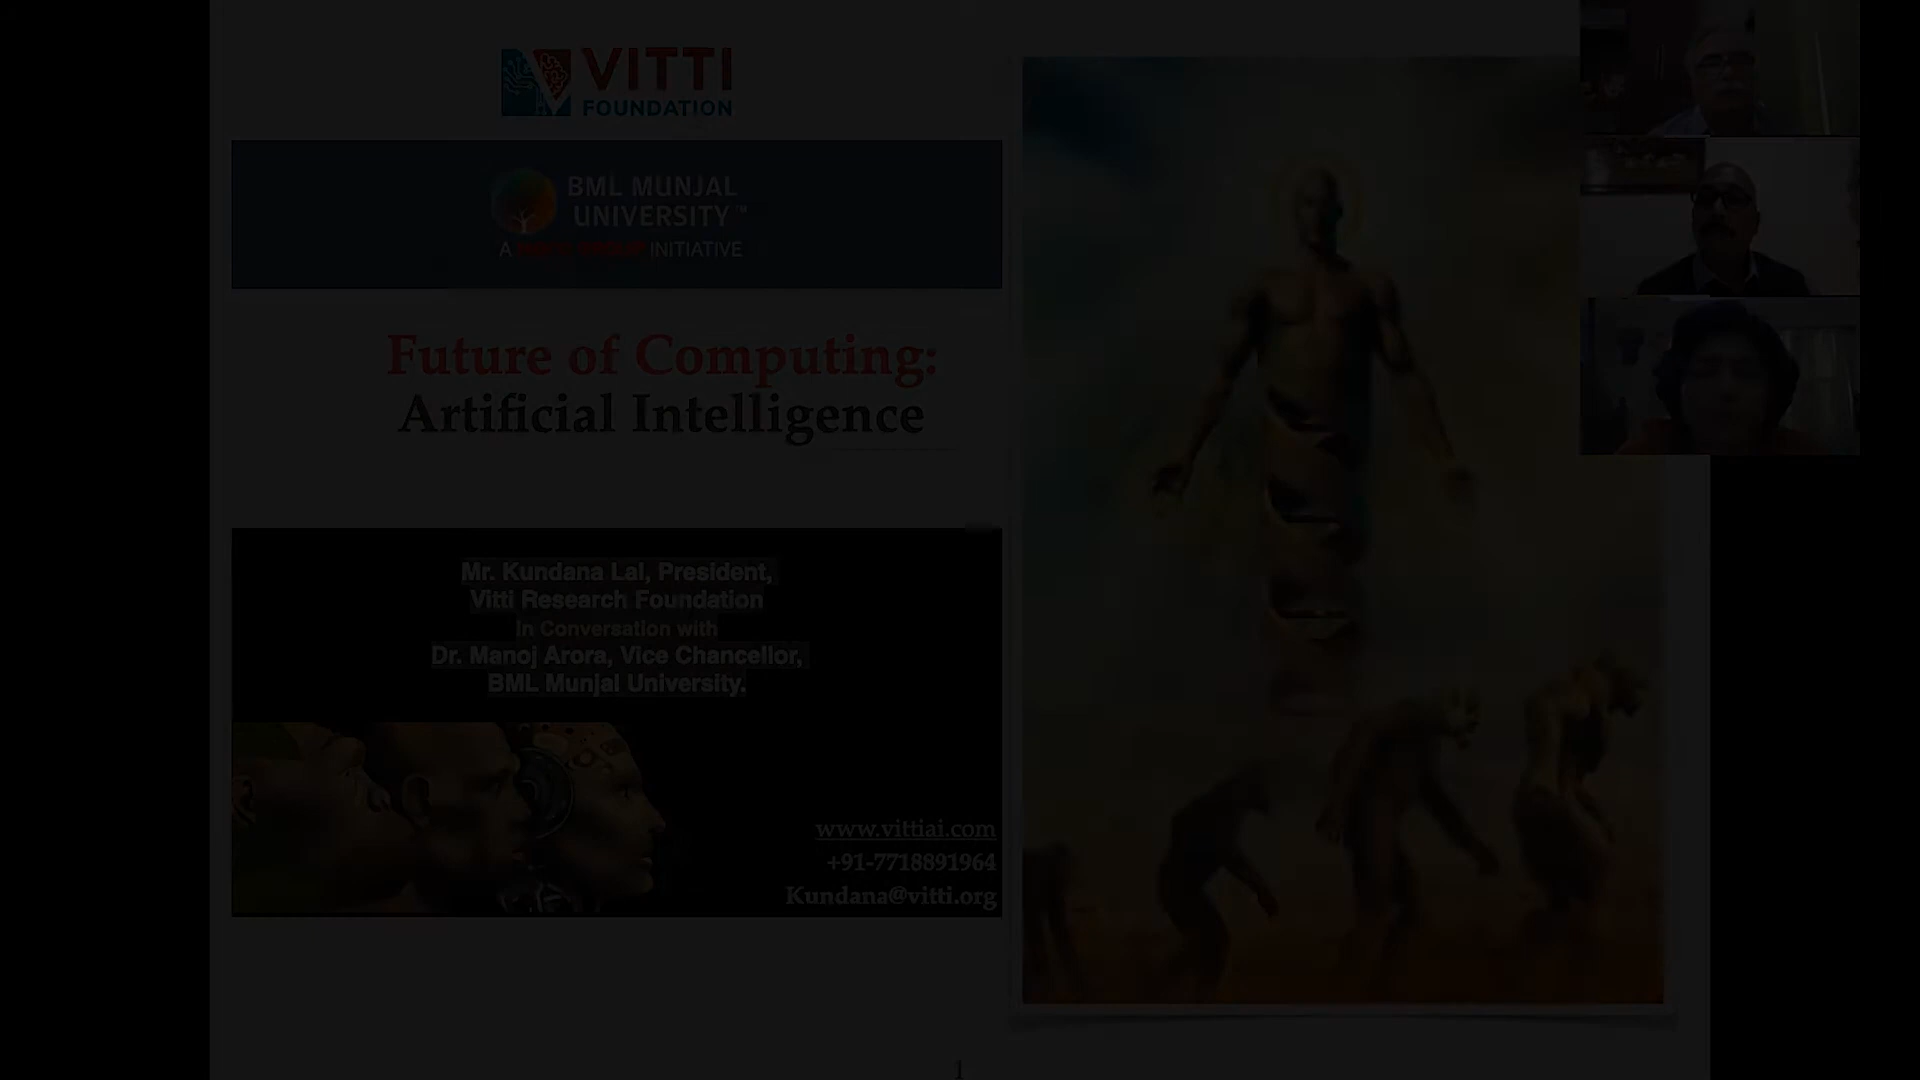 VITTI
FOUNDATION
BML MUNJAL
UNIVERSITY™
A INITIATIVE
Future of Computing:
Artificial Intelligence
Mr. Kundana Lal, President,
Vitti Research Foundation
In Conversation with
Dr. Manoj Arora, Vice Chancellor,
BML Munjal University.
www.vittiai.com
+91-7718891964
Kundana@vitti.org
1